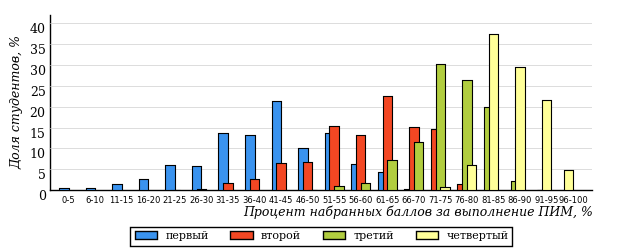 Доля студентов, %
40
35
30
25
20
15
10
5
0
0-5 6-10 11-15 16-20 21-25 26-30 31-35 36-40 41-45 46-50 51-55 56-60 61-65 66-70 71-75 76-80 81-85 86-90 91-95 96-100
Процент набранных баллов за выполнение ПИМ, %
первый второй третий четвертый